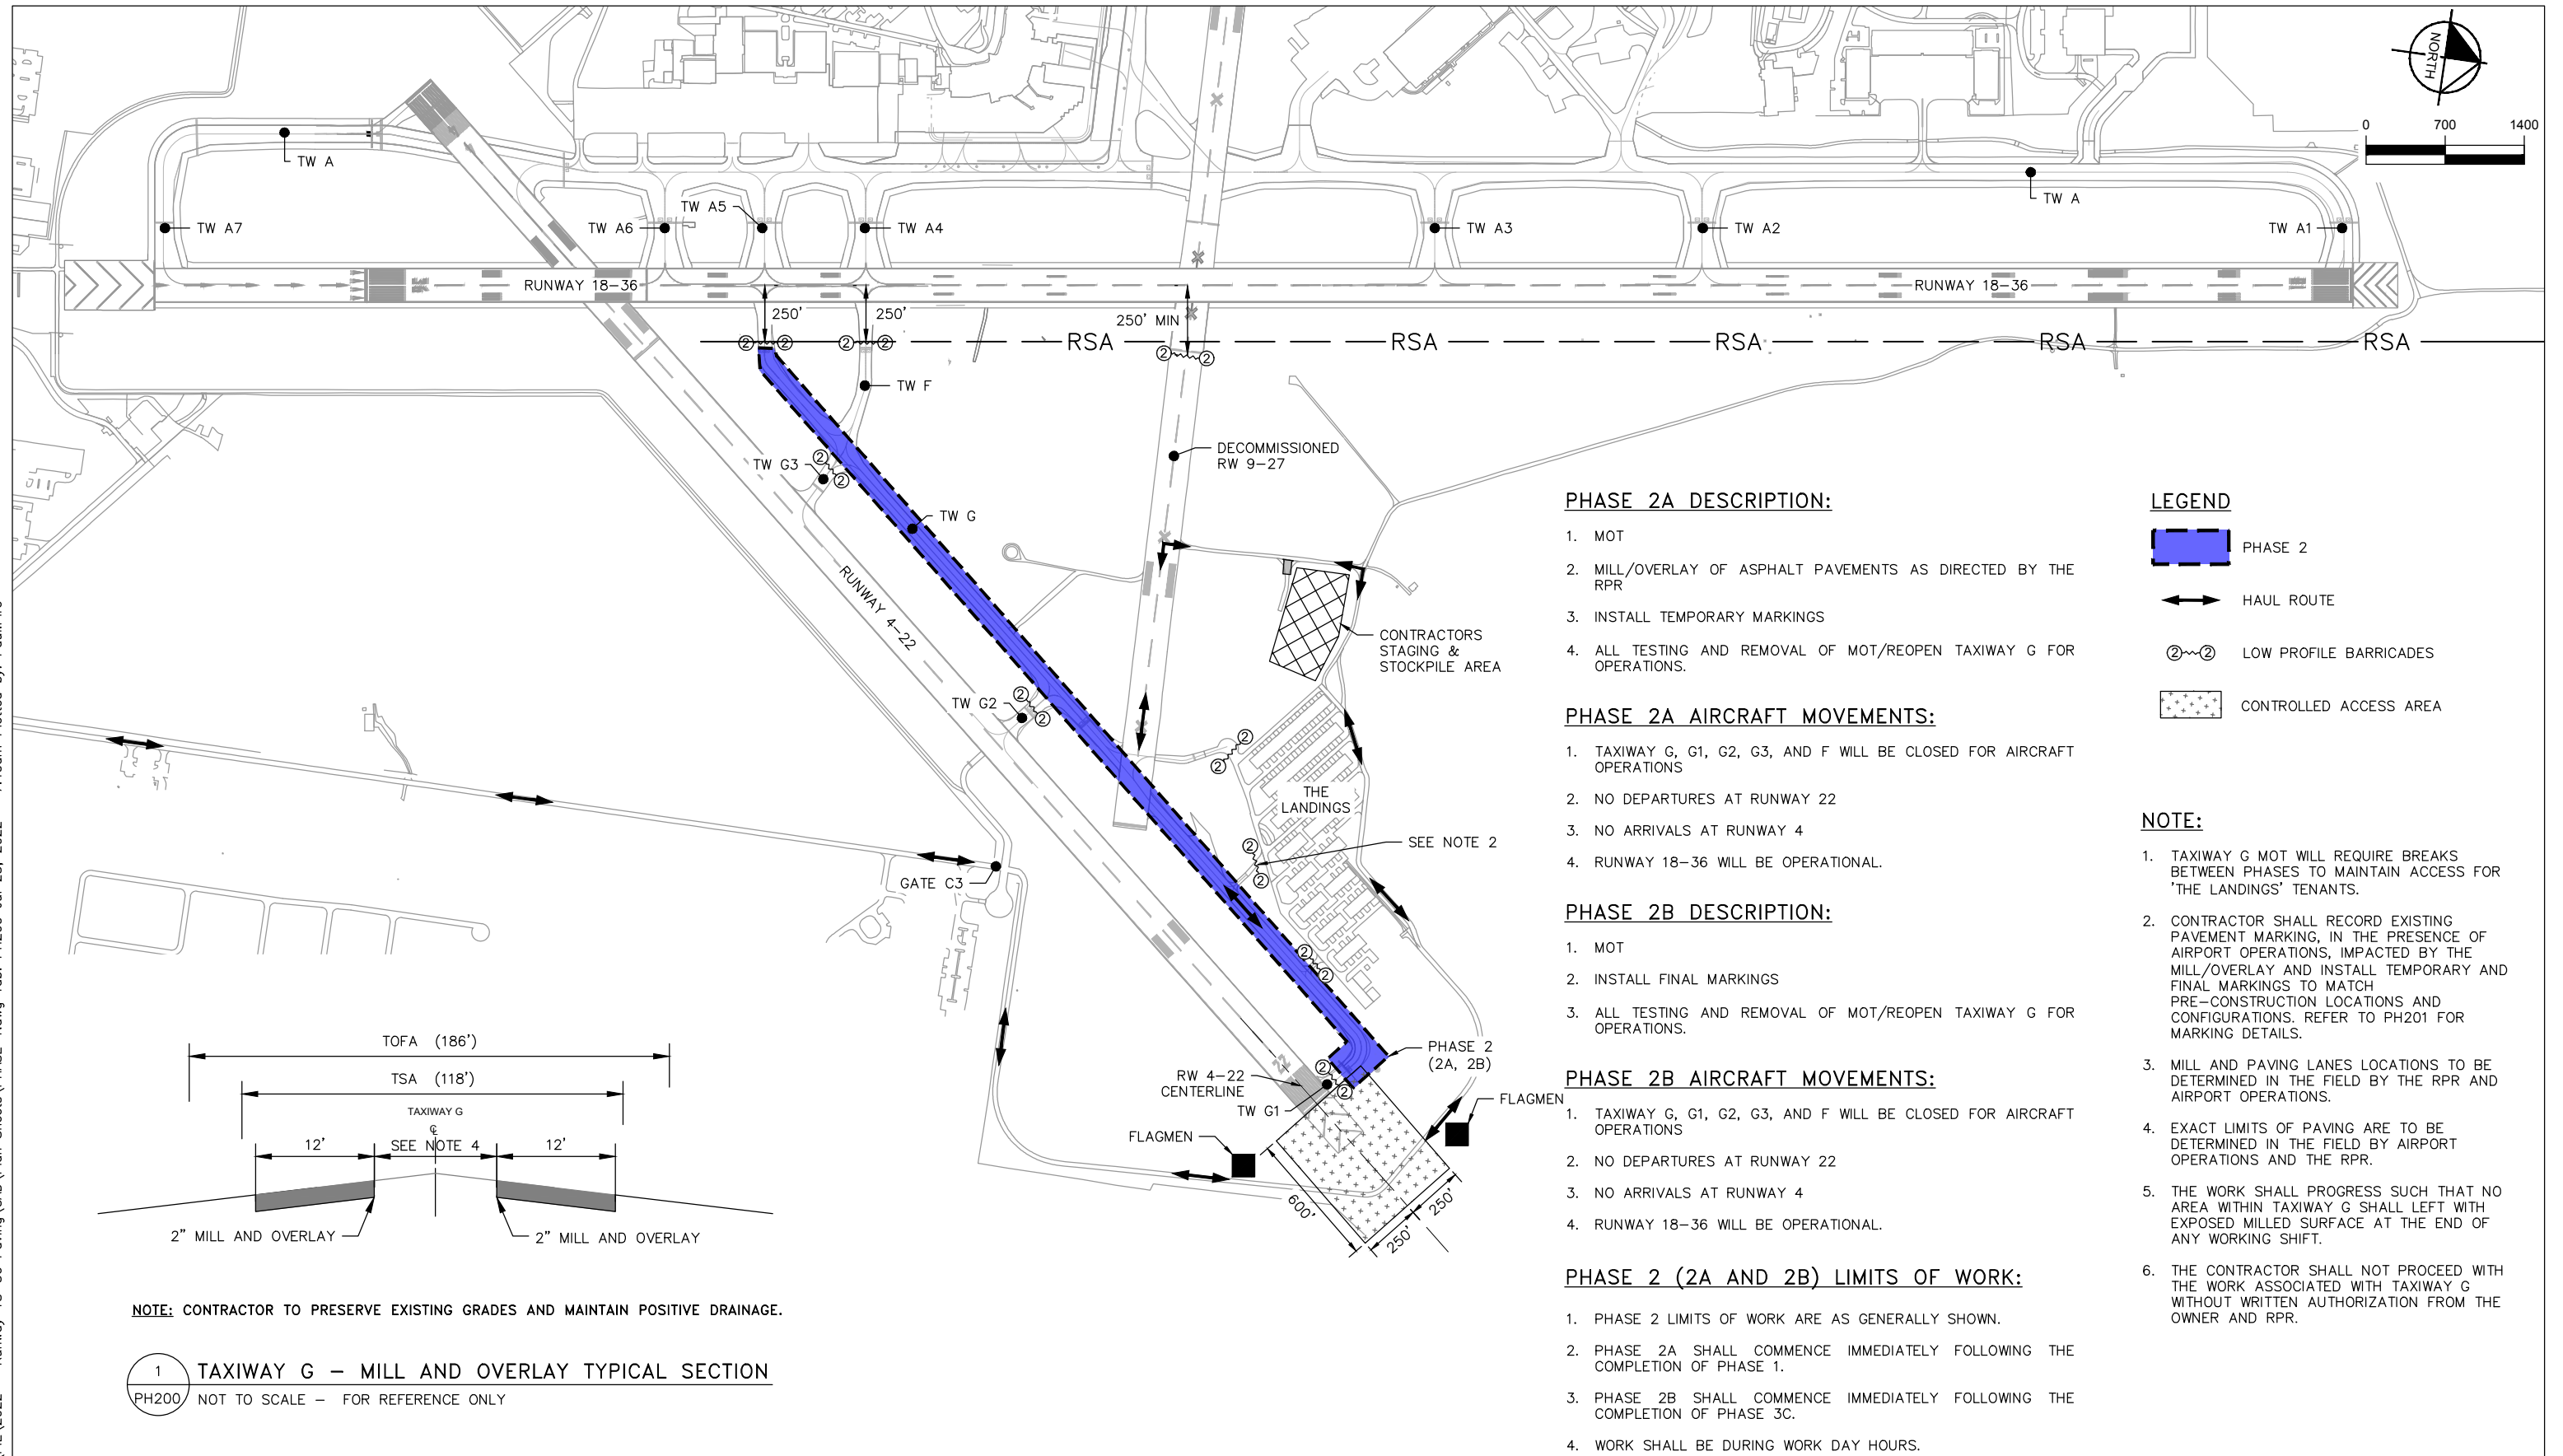 NORTH
0 700 1400
TW A
TW A
TW A7
TW A6
TW A5
TW A4
TW A3
TW A2
TW A1
RUNWAY 18-36
RUNWAY 18-36
250'
250'
250' MIN
RSA
RSA
RSA
RSA
RSA
② ②
② ②
② ②
TW F
TW G3
② ②
TW G
DECOMMISSIONED
RW 9-27
RUNWAY 4-22
CONTRACTORS
STAGING &
STOCKPILE AREA
TW G2
② ②
② ②
THE
LANDINGS
② ②
SEE NOTE 2
GATE C3
② ②
PHASE 2
(2A, 2B)
22
② ②
RW 4-22
CENTERLINE
TW G1
FLAGMEN
FLAGMEN
600'
250'
250'
TOFA (186')
TSA (118')
TAXIWAY G
℄
12' SEE NOTE 4 12'
2" MILL AND OVERLAY
2" MILL AND OVERLAY
NOTE: CONTRACTOR TO PRESERVE EXISTING GRADES AND MAINTAIN POSITIVE DRAINAGE.
1
PH200
TAXIWAY G - MILL AND OVERLAY TYPICAL SECTION
NOT TO SCALE - FOR REFERENCE ONLY
PHASE 2A DESCRIPTION:
1. MOT
2. MILL/OVERLAY OF ASPHALT PAVEMENTS AS DIRECTED BY THE
RPR
3. INSTALL TEMPORARY MARKINGS
4. ALL TESTING AND REMOVAL OF MOT/REOPEN TAXIWAY G FOR
OPERATIONS.
PHASE 2A AIRCRAFT MOVEMENTS:
1. TAXIWAY G, G1, G2, G3, AND F WILL BE CLOSED FOR AIRCRAFT
OPERATIONS
2. NO DEPARTURES AT RUNWAY 22
3. NO ARRIVALS AT RUNWAY 4
4. RUNWAY 18-36 WILL BE OPERATIONAL.
PHASE 2B DESCRIPTION:
1. MOT
2. INSTALL FINAL MARKINGS
3. ALL TESTING AND REMOVAL OF MOT/REOPEN TAXIWAY G FOR
OPERATIONS.
PHASE 2B AIRCRAFT MOVEMENTS:
1. TAXIWAY G, G1, G2, G3, AND F WILL BE CLOSED FOR AIRCRAFT
OPERATIONS
2. NO DEPARTURES AT RUNWAY 22
3. NO ARRIVALS AT RUNWAY 4
4. RUNWAY 18-36 WILL BE OPERATIONAL.
PHASE 2 (2A AND 2B) LIMITS OF WORK:
1. PHASE 2 LIMITS OF WORK ARE AS GENERALLY SHOWN.
2. PHASE 2A SHALL COMMENCE IMMEDIATELY FOLLOWING THE
COMPLETION OF PHASE 1.
3. PHASE 2B SHALL COMMENCE IMMEDIATELY FOLLOWING THE
COMPLETION OF PHASE 3C.
4. WORK SHALL BE DURING WORK DAY HOURS.
LEGEND
PHASE 2
HAUL ROUTE
② ② LOW PROFILE BARRICADES
CONTROLLED ACCESS AREA
NOTE:
1. TAXIWAY G MOT WILL REQUIRE BREAKS
BETWEEN PHASES TO MAINTAIN ACCESS FOR
'THE LANDINGS' TENANTS.
2. CONTRACTOR SHALL RECORD EXISTING
PAVEMENT MARKING, IN THE PRESENCE OF
AIRPORT OPERATIONS, IMPACTED BY THE
MILL/OVERLAY AND INSTALL TEMPORARY AND
FINAL MARKINGS TO MATCH
PRE-CONSTRUCTION LOCATIONS AND
CONFIGURATIONS. REFER TO PH201 FOR
MARKING DETAILS.
3. MILL AND PAVING LANES LOCATIONS TO BE
DETERMINED IN THE FIELD BY THE RPR AND
AIRPORT OPERATIONS.
4. EXACT LIMITS OF PAVING ARE TO BE
DETERMINED IN THE FIELD BY AIRPORT
OPERATIONS AND THE RPR.
5. THE WORK SHALL PROGRESS SUCH THAT NO
AREA WITHIN TAXIWAY G SHALL LEFT WITH
EXPOSED MILLED SURFACE AT THE END OF
ANY WORKING SHIFT.
6. THE CONTRACTOR SHALL NOT PROCEED WITH
THE WORK ASSOCIATED WITH TAXIWAY G
WITHOUT WRITTEN AUTHORIZATION FROM THE
OWNER AND RPR.